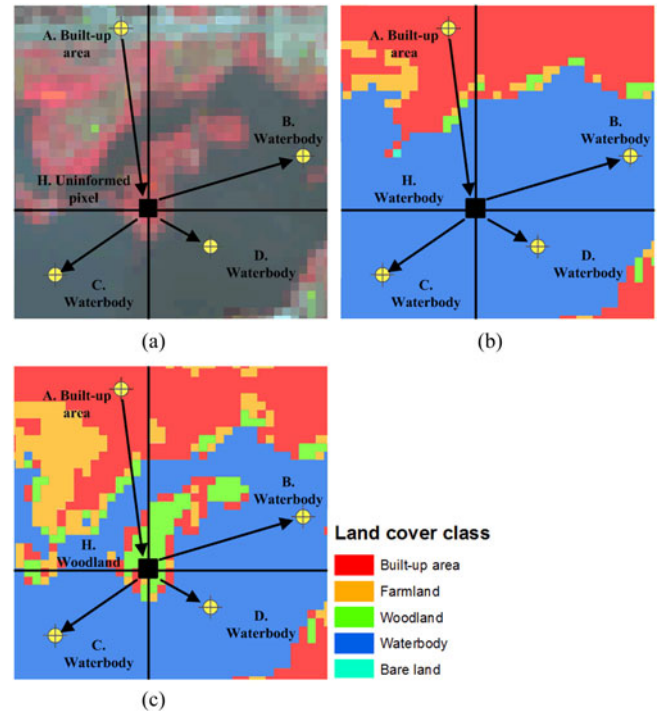 A. Built-up
area
B.
Waterbody
H. Uninformed
pixel
C.
Waterbody
D.
Waterbody
(a)
A. Built-up
area
B.
Waterbody
H.
Waterbody
C.
Waterbody
D.
Waterbody
(b)
A. Built-up
area
B.
Waterbody
H.
Woodland
C.
Waterbody
D.
Waterbody
(c)
Land cover class
Built-up area
Farmland
Woodland
Waterbody
Bare land